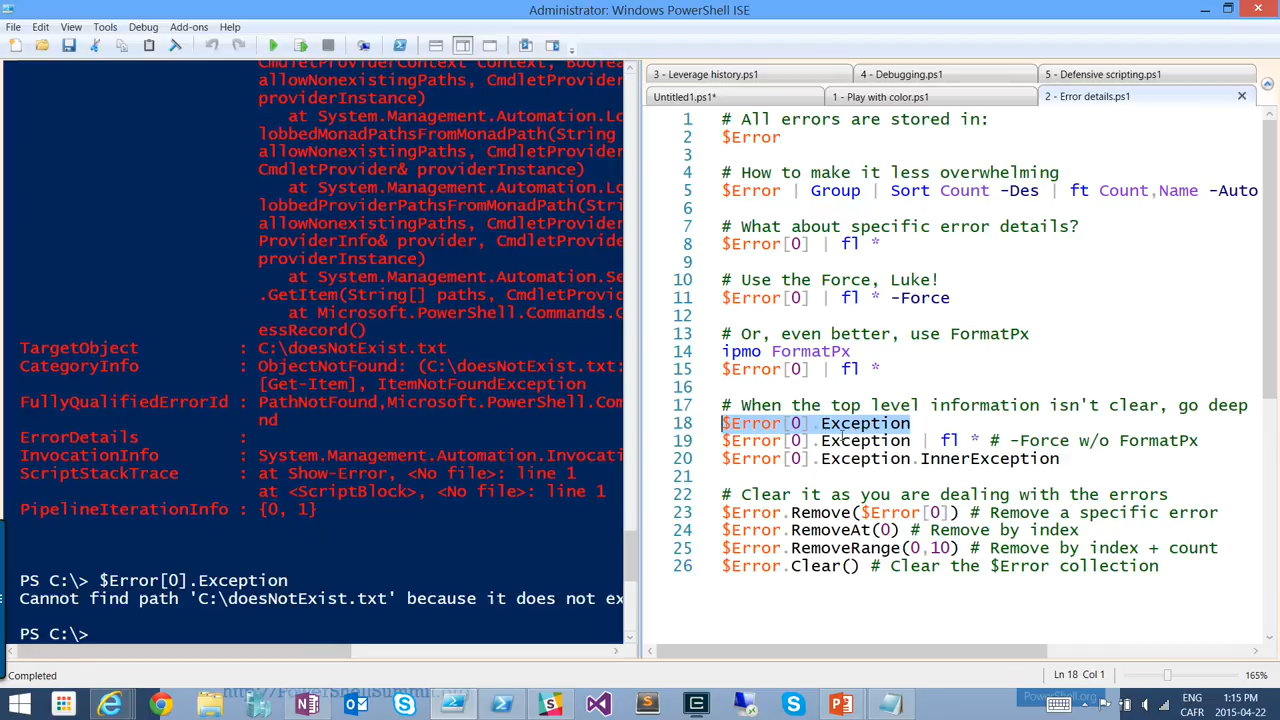 Administrator: Windows PowerShell ISE
File Edit View Tools Debug Add-ons Help
CmdletProviderContext context, Boolea
allowNonexistingPaths, CmdletProvider
providerInstance)
at System.Management.Automation.Lo
lobbedMonadPathsFromMonadPath(String
allowNonexistingPaths, CmdletProvider
CmdletProvider& providerInstance)
at System.Management.Automation.Lo
lobbedProviderPathsFromMonadPath(Stri
allowNonexistingPaths, CmdletProvider
ProviderInfo& provider, CmdletProvide
providerInstance)
at System.Management.Automation.Se
.GetItem(String[] paths, CmdletProvid
at Microsoft.PowerShell.Commands.G
essRecord()
TargetObject : C:\doesNotExist.txt
CategoryInfo : ObjectNotFound: (C:\doesNotExist.txt:
[Get-Item], ItemNotFoundException
FullyQualifiedErrorId : PathNotFound,Microsoft.PowerShell.Com
nd
ErrorDetails :
InvocationInfo : System.Management.Automation.Invocati
ScriptStackTrace : at Show-Error, <No file>: line 1
at <ScriptBlock>, <No file>: line 1
PipelineIterationInfo : {0, 1}
PS C:\> $Error[0].Exception
Cannot find path 'C:\doesNotExist.txt' because it does not ex
PS C:\>
3 - Leverage history.ps1 4 - Debugging.ps1 5 - Defensive scripting.ps1
Untitled1.ps1* 1 - Play with color.ps1 2 - Error details.ps1
1 # All errors are stored in:
2 $Error
3
4 # How to make it less overwhelming
5 $Error | Group | Sort Count -Des | ft Count,Name -Auto
6
7 # What about specific error details?
8 $Error[0] | fl *
9
10 # Use the Force, Luke!
11 $Error[0] | fl * -Force
12
13 # Or, even better, use FormatPx
14 ipmo FormatPx
15 $Error[0] | fl *
16
17 # When the top level information isn't clear, go deep
18 $Error[0].Exception
19 $Error[0].Exception | fl * # -Force w/o FormatPx
20 $Error[0].Exception.InnerException
21
22 # Clear it as you are dealing with the errors
23 $Error.Remove($Error[0]) # Remove a specific error
24 $Error.RemoveAt(0) # Remove by index
25 $Error.RemoveRange(0,10) # Remove by index + count
26 $Error.Clear() # Clear the $Error collection
Completed Ln 18 Col 1 165%
PowerShell.org
ENG 1:15 PM
CAFR 2015-04-22